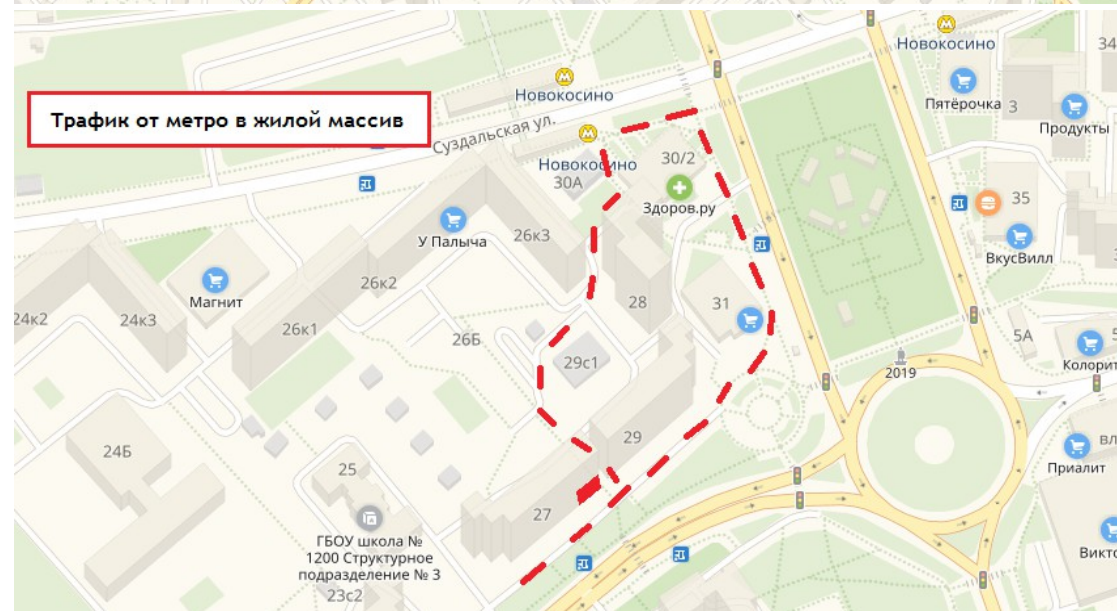 Новокосино
34
Новокосино
Пятёрочка
3
Продукты
Трафик от метро в жилой массив
Суздальская ул.
Новокосино
30А
30/2
Здоров.ру
35
У Палыча
26к3
ВкусВилл
Магнит
26к2
28
31
24к2
24к3
26к1
26Б
5А
29с1
Колорит
2019
24Б
29
Приалит
25
27
ГБОУ школа №
1200 Структурное
подразделение № 3
23с2